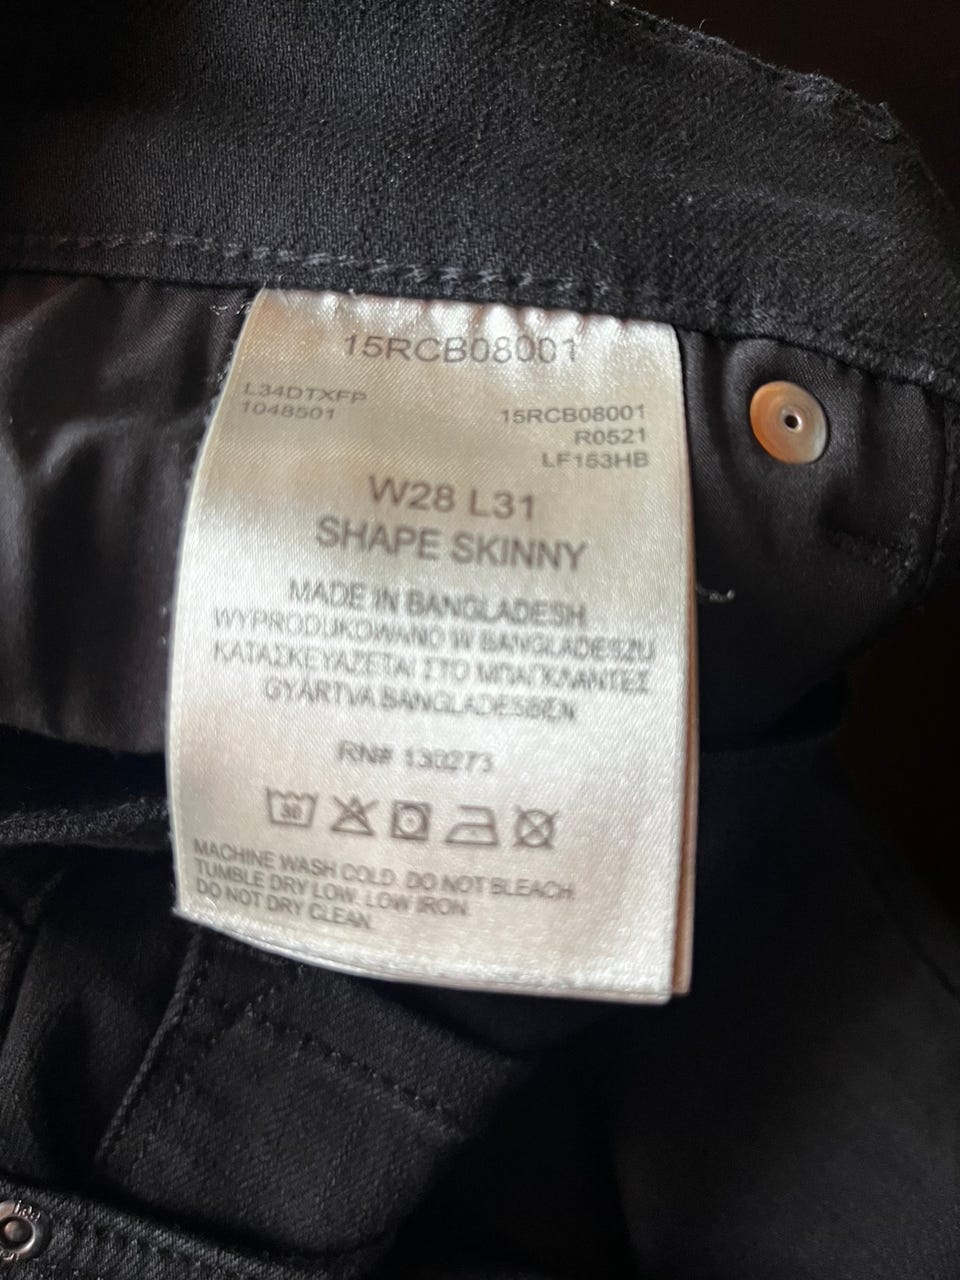 15RCB08001
L34DTXFP
1048501
15RCB08001
R0521
LF153HB
W28 L31
SHAPE SKINNY
MADE IN BANGLADESH
WYPRODUKOWANO W BANGLADESZU
ΚΑΤΑΣΚΕΥΑΖΕΤΑΙ ΣΤΟ ΜΠΑΓΚΛΑΝΤΕΣ
GYÁRTVA BANGLADESBEN
RN# 130273
30
MACHINE WASH COLD. DO NOT BLEACH.
TUMBLE DRY LOW. LOW IRON.
DO NOT DRY CLEAN.